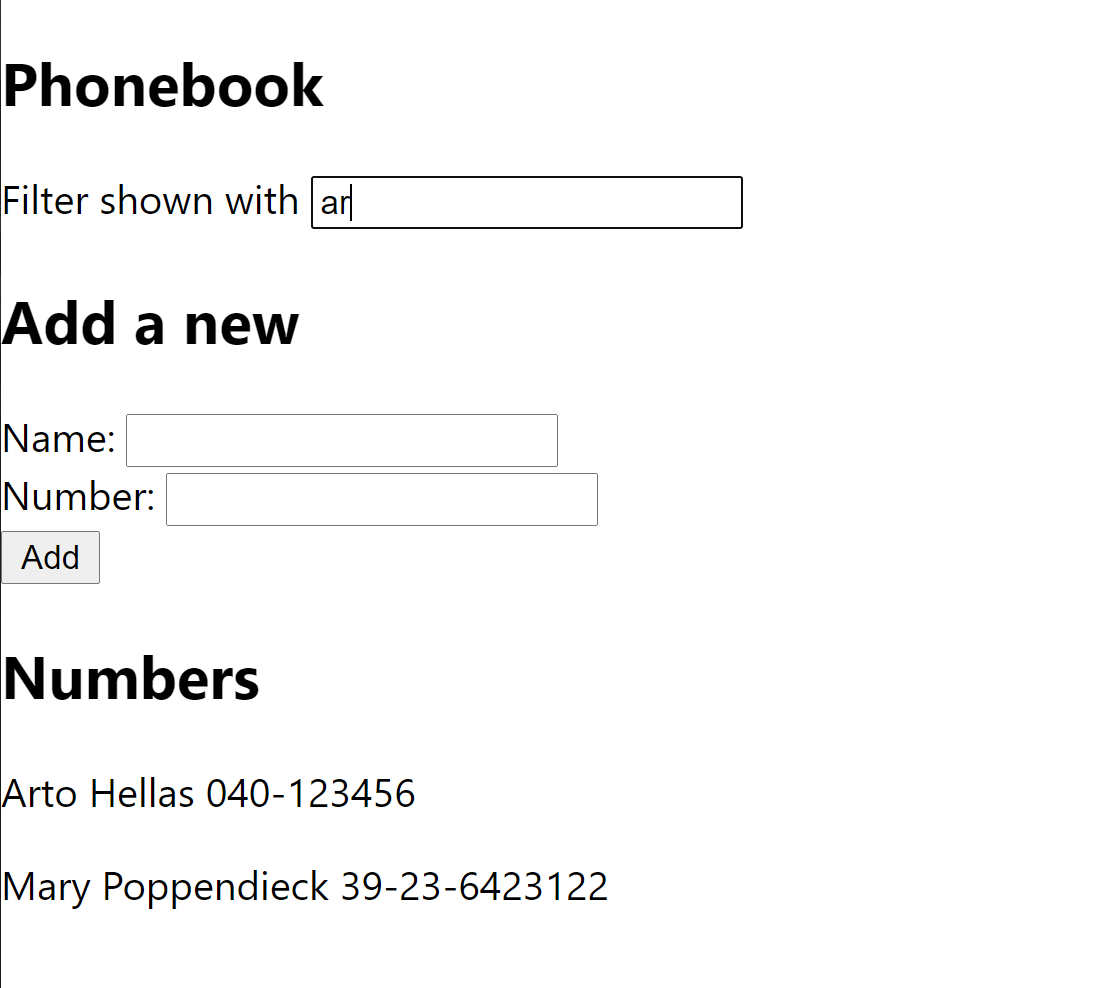 Phonebook
Filter shown with ar
Add a new
Name:
Number:
Add
Numbers
Arto Hellas 040-123456
Mary Poppendieck 39-23-6423122